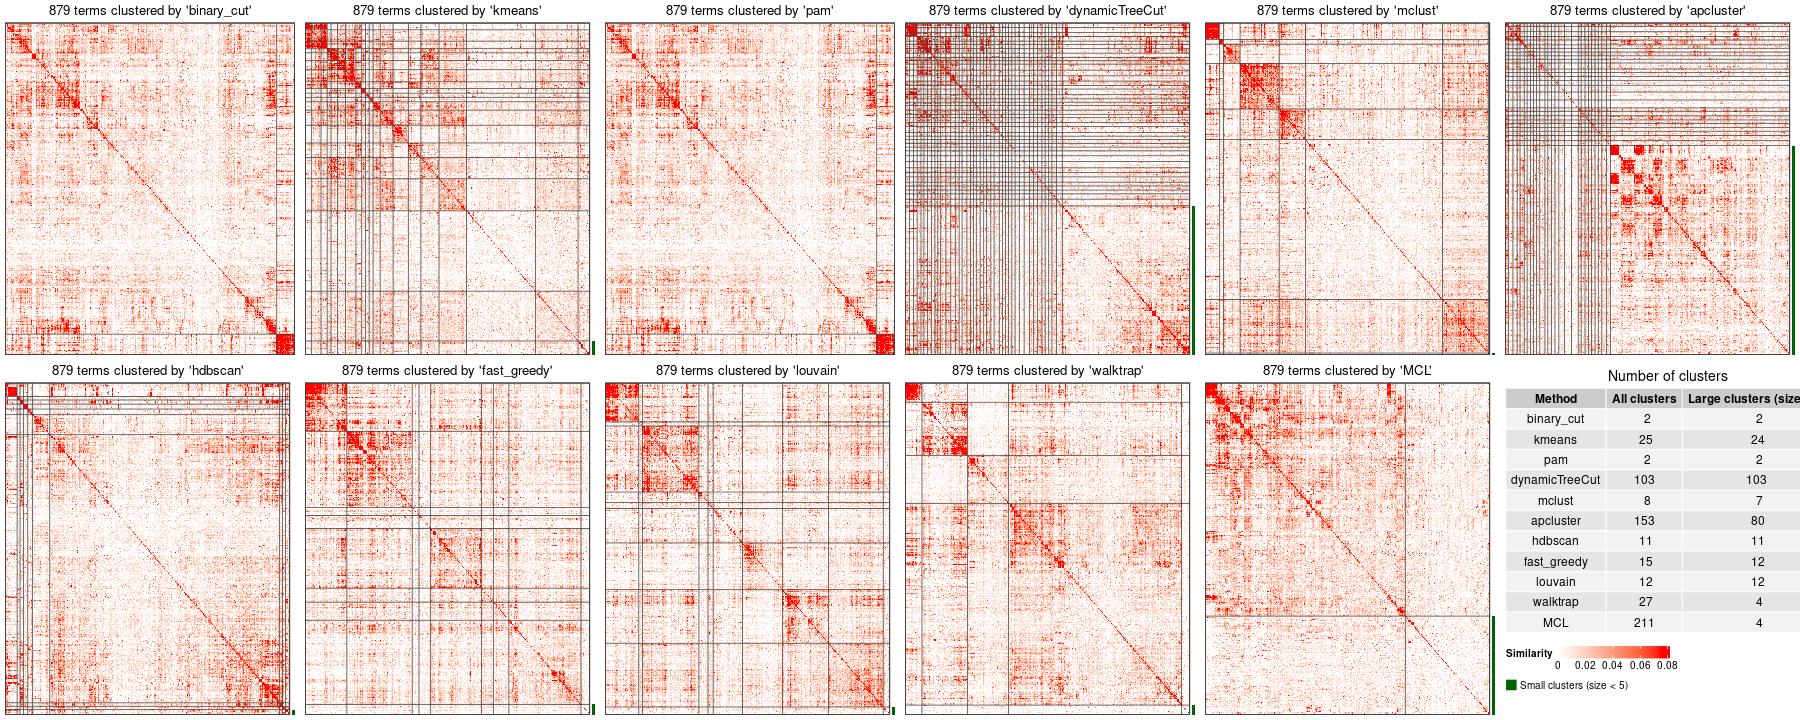 879 terms clustered by 'binary_cut'
879 terms clustered by 'kmeans'
879 terms clustered by 'pam'
879 terms clustered by 'dynamicTreeCut'
879 terms clustered by 'mclust'
879 terms clustered by 'apcluster'
879 terms clustered by 'hdbscan'
879 terms clustered by 'fast_greedy'
879 terms clustered by 'louvain'
879 terms clustered by 'walktrap'
879 terms clustered by 'MCL'
Number of clusters
Method All clusters Large clusters (size
binary_cut 2 2
kmeans 25 24
pam 2 2
dynamicTreeCut 103 103
mclust 8 7
apcluster 153 80
hdbscan 11 11
fast_greedy 15 12
louvain 12 12
walktrap 27 4
MCL 211 4
Similarity
0 0.02 0.04 0.06 0.08
Small clusters (size < 5)